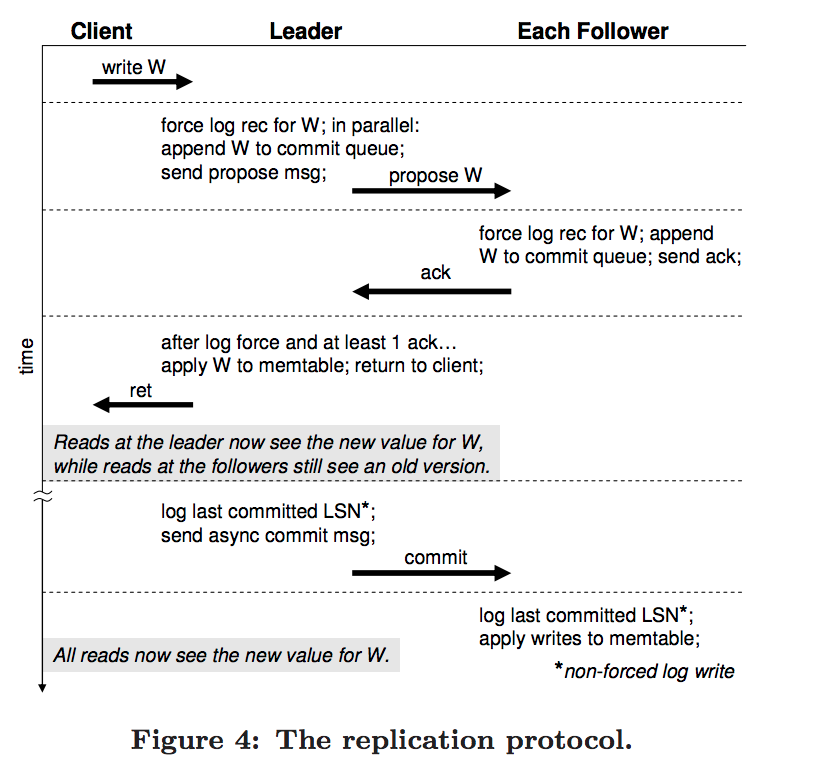 Client Leader Each Follower
write W
force log rec for W; in parallel:
append W to commit queue;
send propose msg;
propose W
force log rec for W; append
W to commit queue; send ack;
ack
time
after log force and at least 1 ack…
apply W to memtable; return to client;
ret
Reads at the leader now see the new value for W,
while reads at the followers still see an old version.
log last committed LSN*;
send async commit msg;
commit
log last committed LSN*;
apply writes to memtable;
All reads now see the new value for W.
*non-forced log write
Figure 4: The replication protocol.